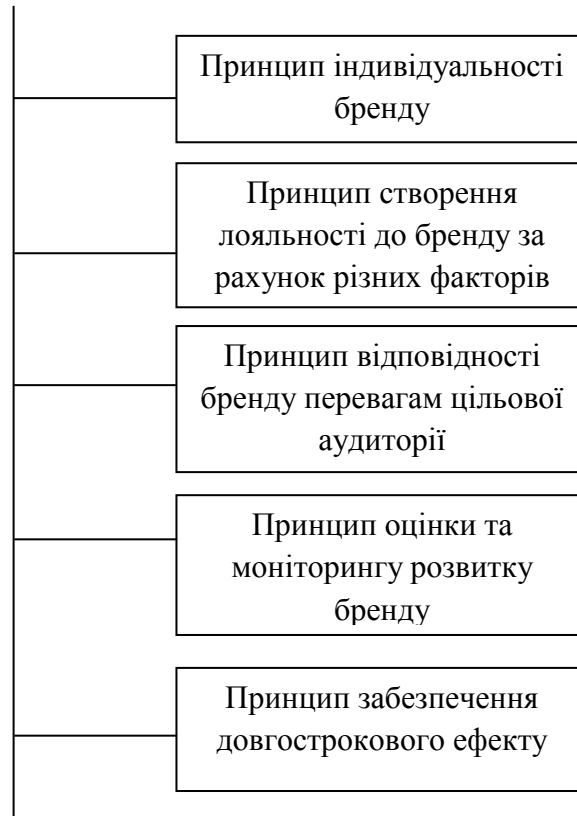 Принцип індивідуальності
бренду
Принцип створення
лояльності до бренду за
рахунок різних факторів
Принцип відповідності
бренду перевагам цільової
аудиторії
Принцип оцінки та
моніторингу розвитку
бренду
Принцип забезпечення
довгострокового ефекту